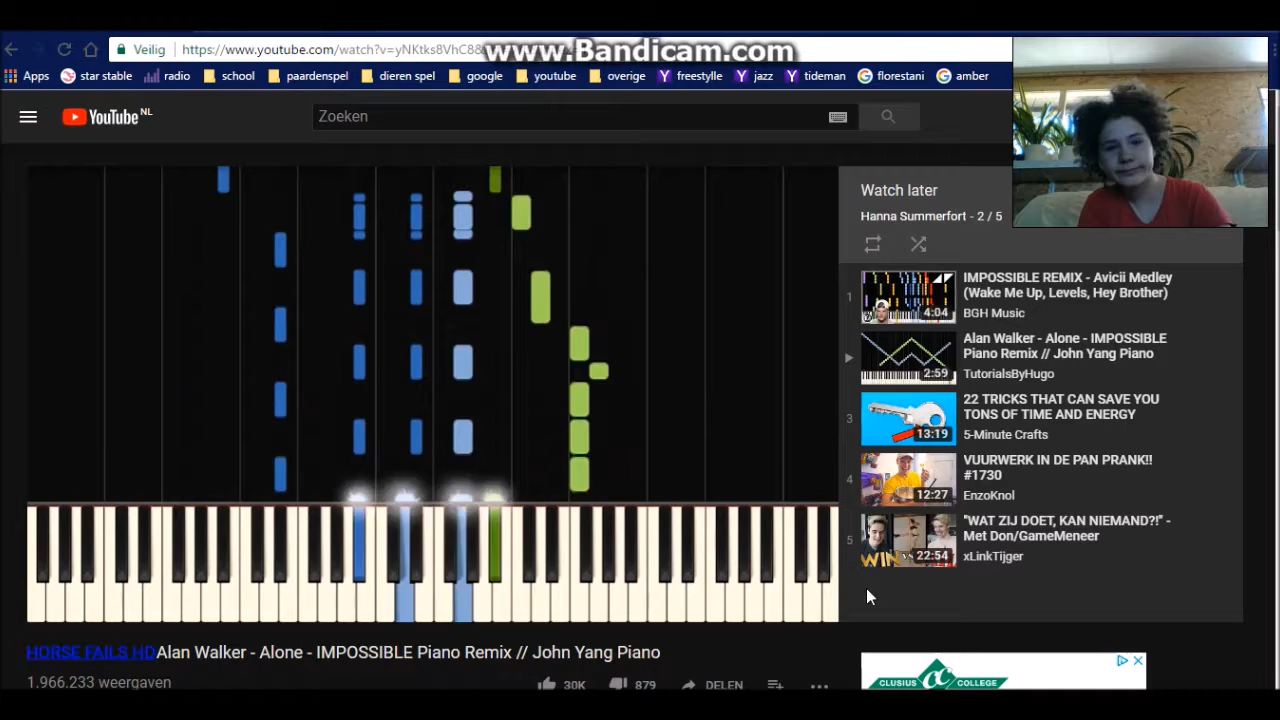 Veilig https://www.youtube.com/watch?v=yNKtks8VhC8
www.Bandicam.com
Apps star stable radio school paardenspel dieren spel google youtube overige freestylle jazz tideman florestani amber
YouTube NL
Zoeken
Watch later
Hanna Summerfort - 2 / 5
1
IMPOSSIBLE REMIX - Avicii Medley
(Wake Me Up, Levels, Hey Brother)
BGH Music
4:04
Alan Walker - Alone - IMPOSSIBLE
Piano Remix // John Yang Piano
TutorialsByHugo
2:59
3
22 TRICKS THAT CAN SAVE YOU
TONS OF TIME AND ENERGY
5-Minute Crafts
13:19
4
VUURWERK IN DE PAN PRANK!!
#1730
EnzoKnol
12:27
5
"WAT ZIJ DOET, KAN NIEMAND?!" -
Met Don/GameMeneer
xLinkTijger
WIN VS
22:54
HORSE FAILS HDAlan Walker - Alone - IMPOSSIBLE Piano Remix // John Yang Piano
1.966.233 weergaven
30K 879 DELEN
CLUSIUS a COLLEGE